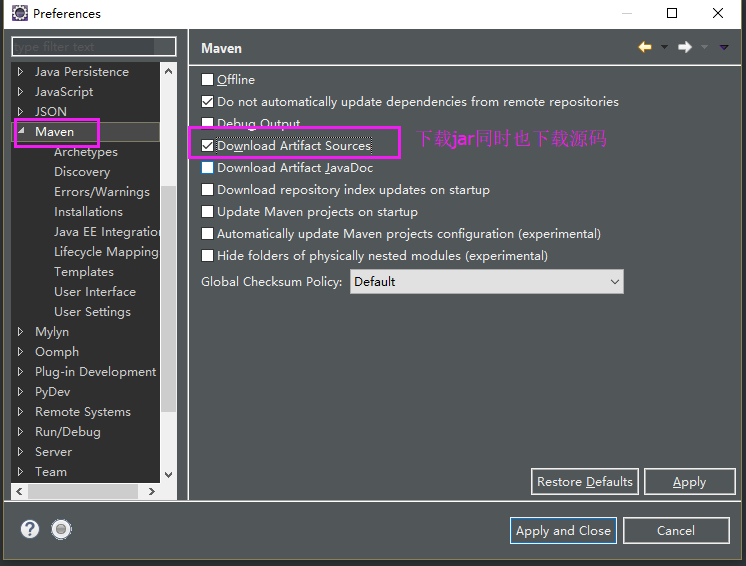 Preferences
type filter text
Java Persistence
JavaScript
JSON
Maven
Archetypes
Discovery
Errors/Warnings
Installations
Java EE Integration
Lifecycle Mapping
Templates
User Interface
User Settings
Mylyn
Oomph
Plug-in Development
PyDev
Remote Systems
Run/Debug
Server
Team
Maven
Offline
Do not automatically update dependencies from remote repositories
Debug Output
Download Artifact Sources
下载jar同时也下载源码
Download Artifact JavaDoc
Download repository index updates on startup
Update Maven projects on startup
Automatically update Maven projects configuration (experimental)
Hide folders of physically nested modules (experimental)
Global Checksum Policy: Default
Restore Defaults Apply
Apply and Close Cancel